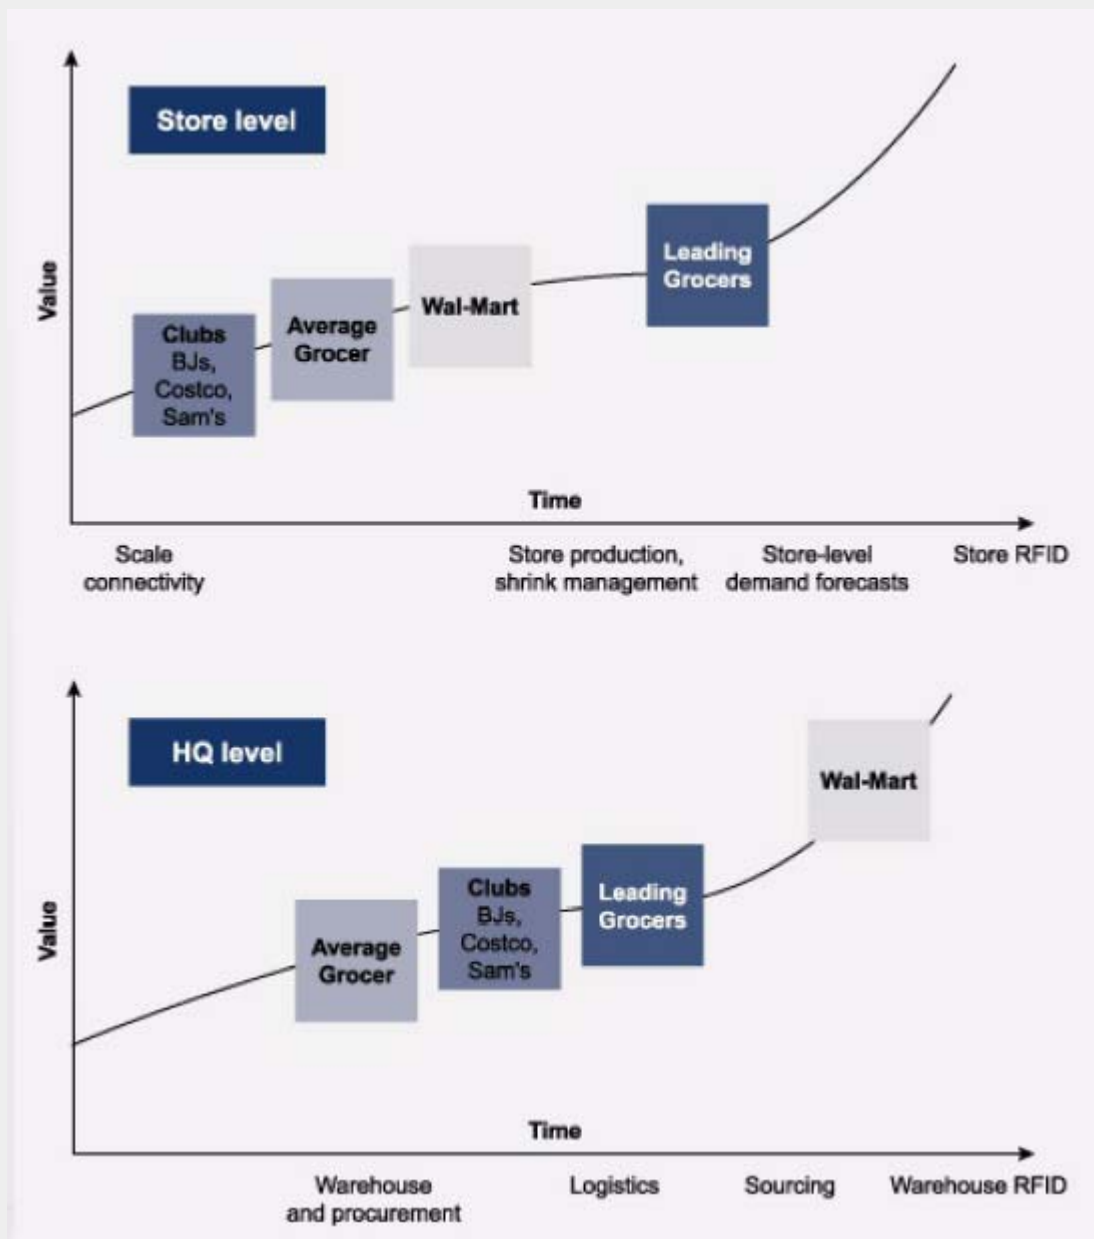 Store level
Value
Clubs
BJs,
Costco,
Sam's
Average
Grocer
Wal-Mart
Leading
Grocers
Time
Scale
connectivity
Store production,
shrink management
Store-level
demand forecasts
Store RFID
HQ level
Value
Average
Grocer
Clubs
BJs,
Costco,
Sam's
Leading
Grocers
Wal-Mart
Time
Warehouse
and procurement
Logistics
Sourcing
Warehouse RFID